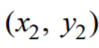 (x₂, y₂)